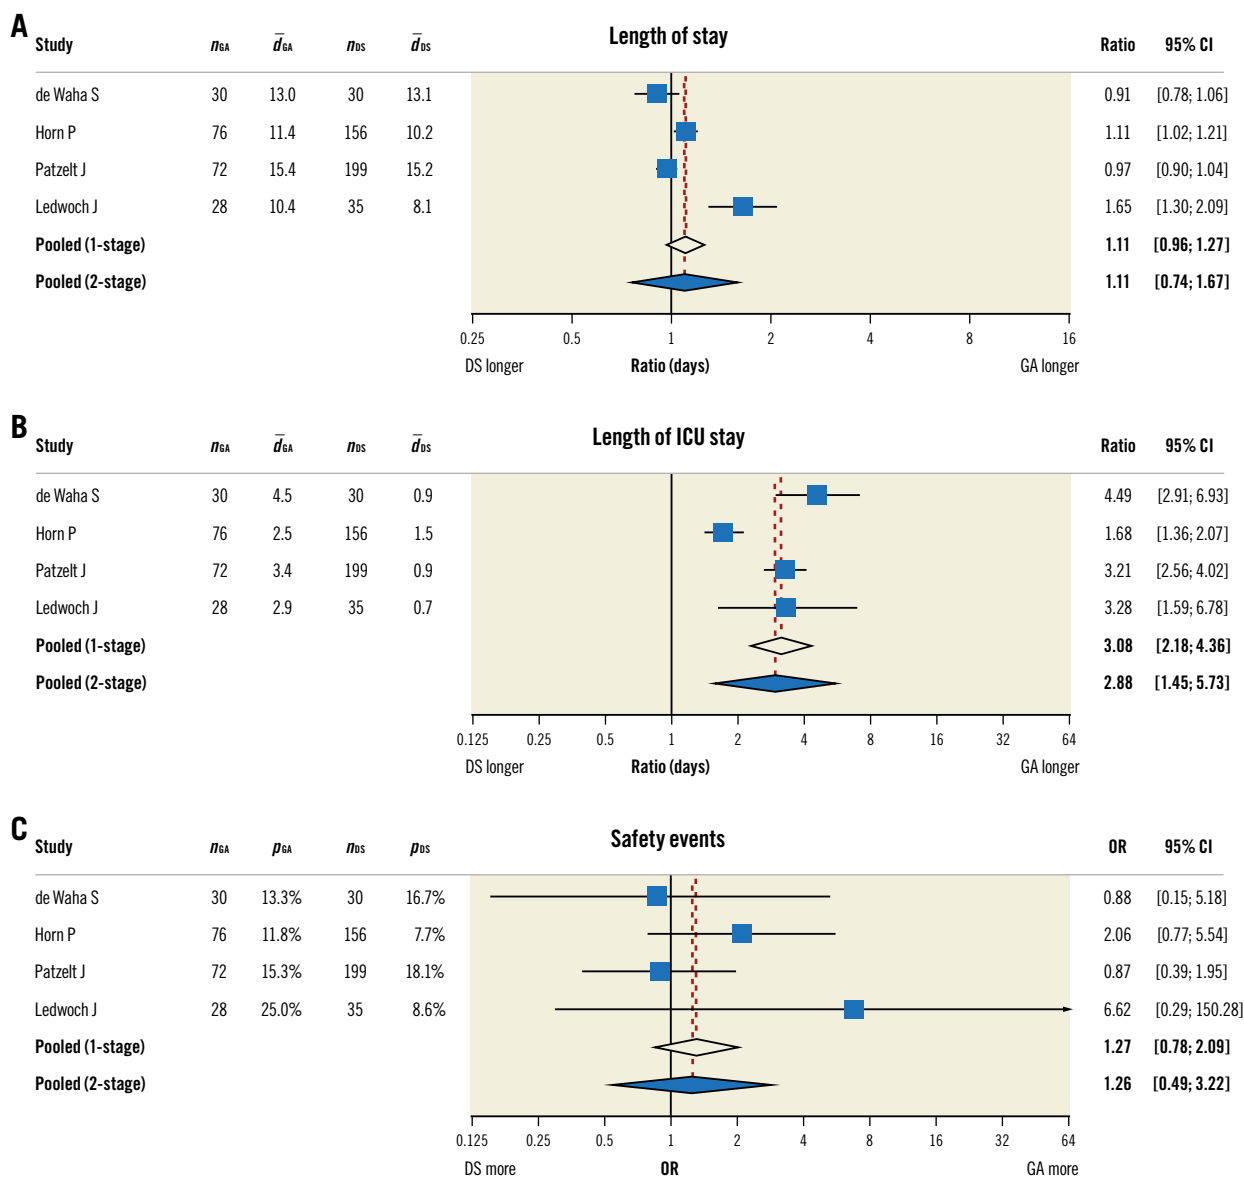 A
Study nGA d̅GA nDS d̅DS Length of stay Ratio 95% CI
de Waha S 30 13.0 30 13.1 0.91 [0.78; 1.06]
Horn P 76 11.4 156 10.2 1.11 [1.02; 1.21]
Patzelt J 72 15.4 199 15.2 0.97 [0.90; 1.04]
Ledwoch J 28 10.4 35 8.1 1.65 [1.30; 2.09]
Pooled (1-stage) 1.11 [0.96; 1.27]
Pooled (2-stage) 1.11 [0.74; 1.67]
0.25 0.5 1 2 4 8 16
DS longer Ratio (days) GA longer
B
Study nGA d̅GA nDS d̅DS Length of ICU stay Ratio 95% CI
de Waha S 30 4.5 30 0.9 4.49 [2.91; 6.93]
Horn P 76 2.5 156 1.5 1.68 [1.36; 2.07]
Patzelt J 72 3.4 199 0.9 3.21 [2.56; 4.02]
Ledwoch J 28 2.9 35 0.7 3.28 [1.59; 6.78]
Pooled (1-stage) 3.08 [2.18; 4.36]
Pooled (2-stage) 2.88 [1.45; 5.73]
0.125 0.25 0.5 1 2 4 8 16 32 64
DS longer Ratio (days) GA longer
C
Study nGA pGA nDS pDS Safety events OR 95% CI
de Waha S 30 13.3% 30 16.7% 0.88 [0.15; 5.18]
Horn P 76 11.8% 156 7.7% 2.06 [0.77; 5.54]
Patzelt J 72 15.3% 199 18.1% 0.87 [0.39; 1.95]
Ledwoch J 28 25.0% 35 8.6% 6.62 [0.29; 150.28]
Pooled (1-stage) 1.27 [0.78; 2.09]
Pooled (2-stage) 1.26 [0.49; 3.22]
0.125 0.25 0.5 1 2 4 8 16 32 64
DS more OR GA more